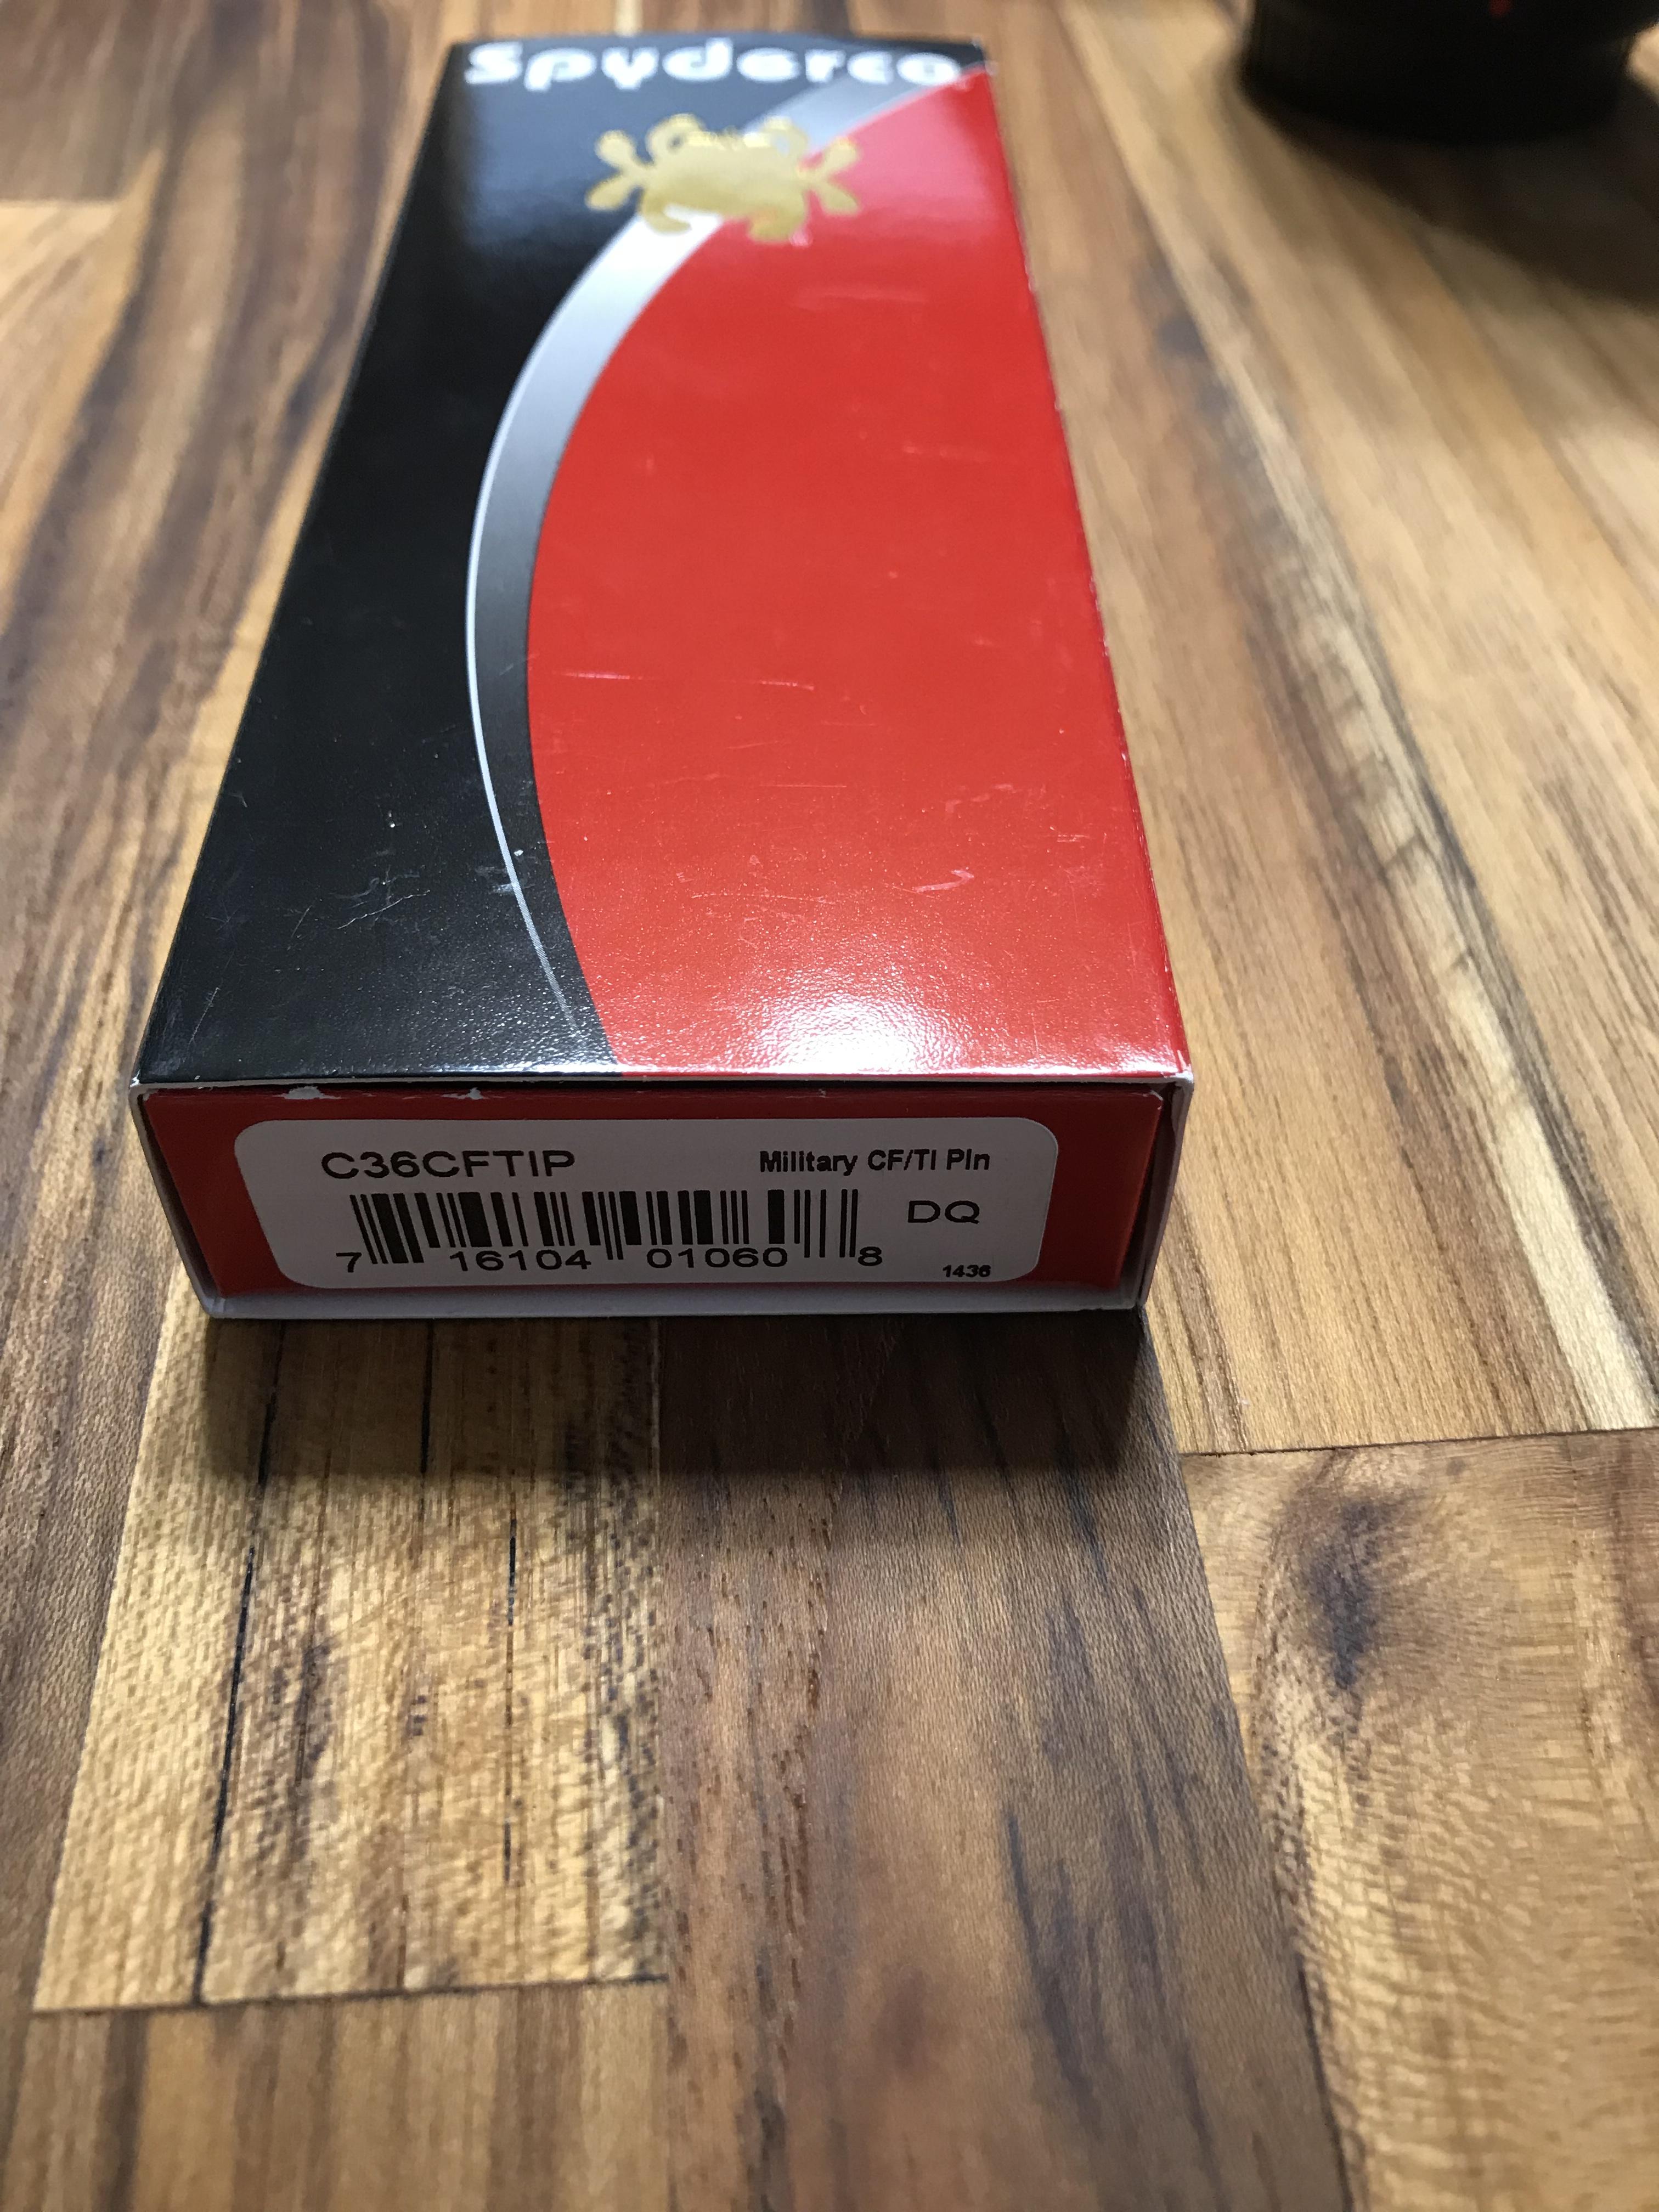 Spyderco
C36CFTIP Military CF/TI Pin
DQ
7 16104 01060 8
1436